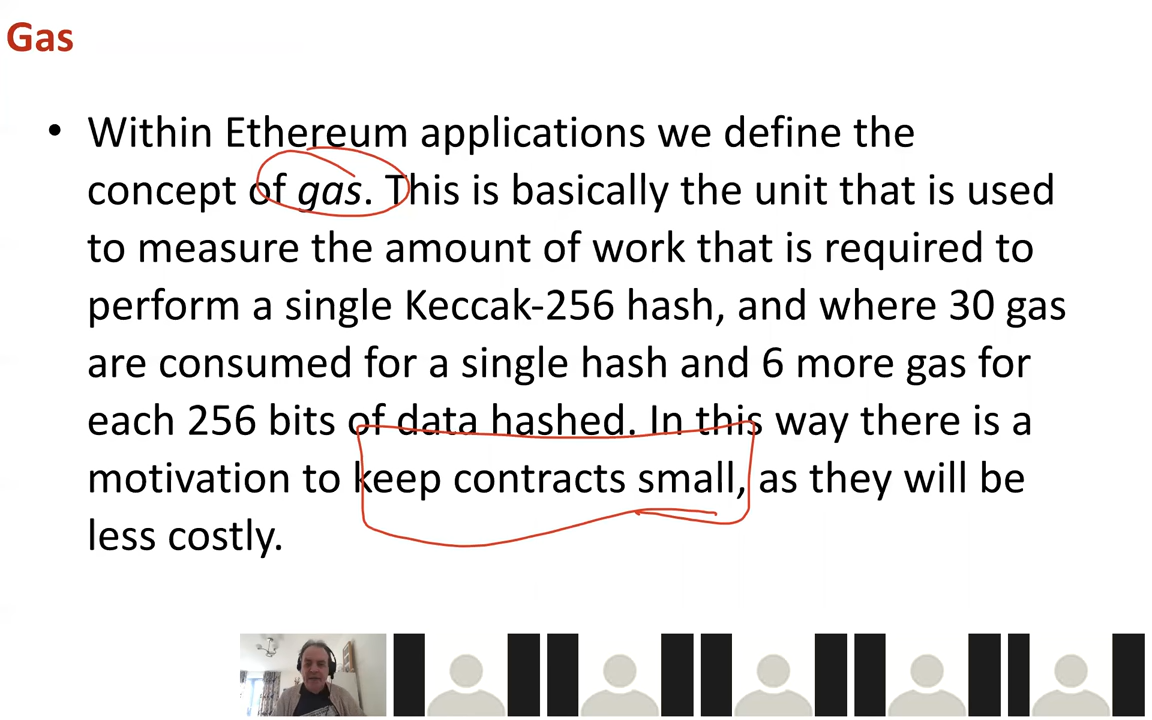 Gas
• Within Ethereum applications we define the
concept of gas. This is basically the unit that is used
to measure the amount of work that is required to
perform a single Keccak-256 hash, and where 30 gas
are consumed for a single hash and 6 more gas for
each 256 bits of data hashed. In this way there is a
motivation to keep contracts small, as they will be
less costly.